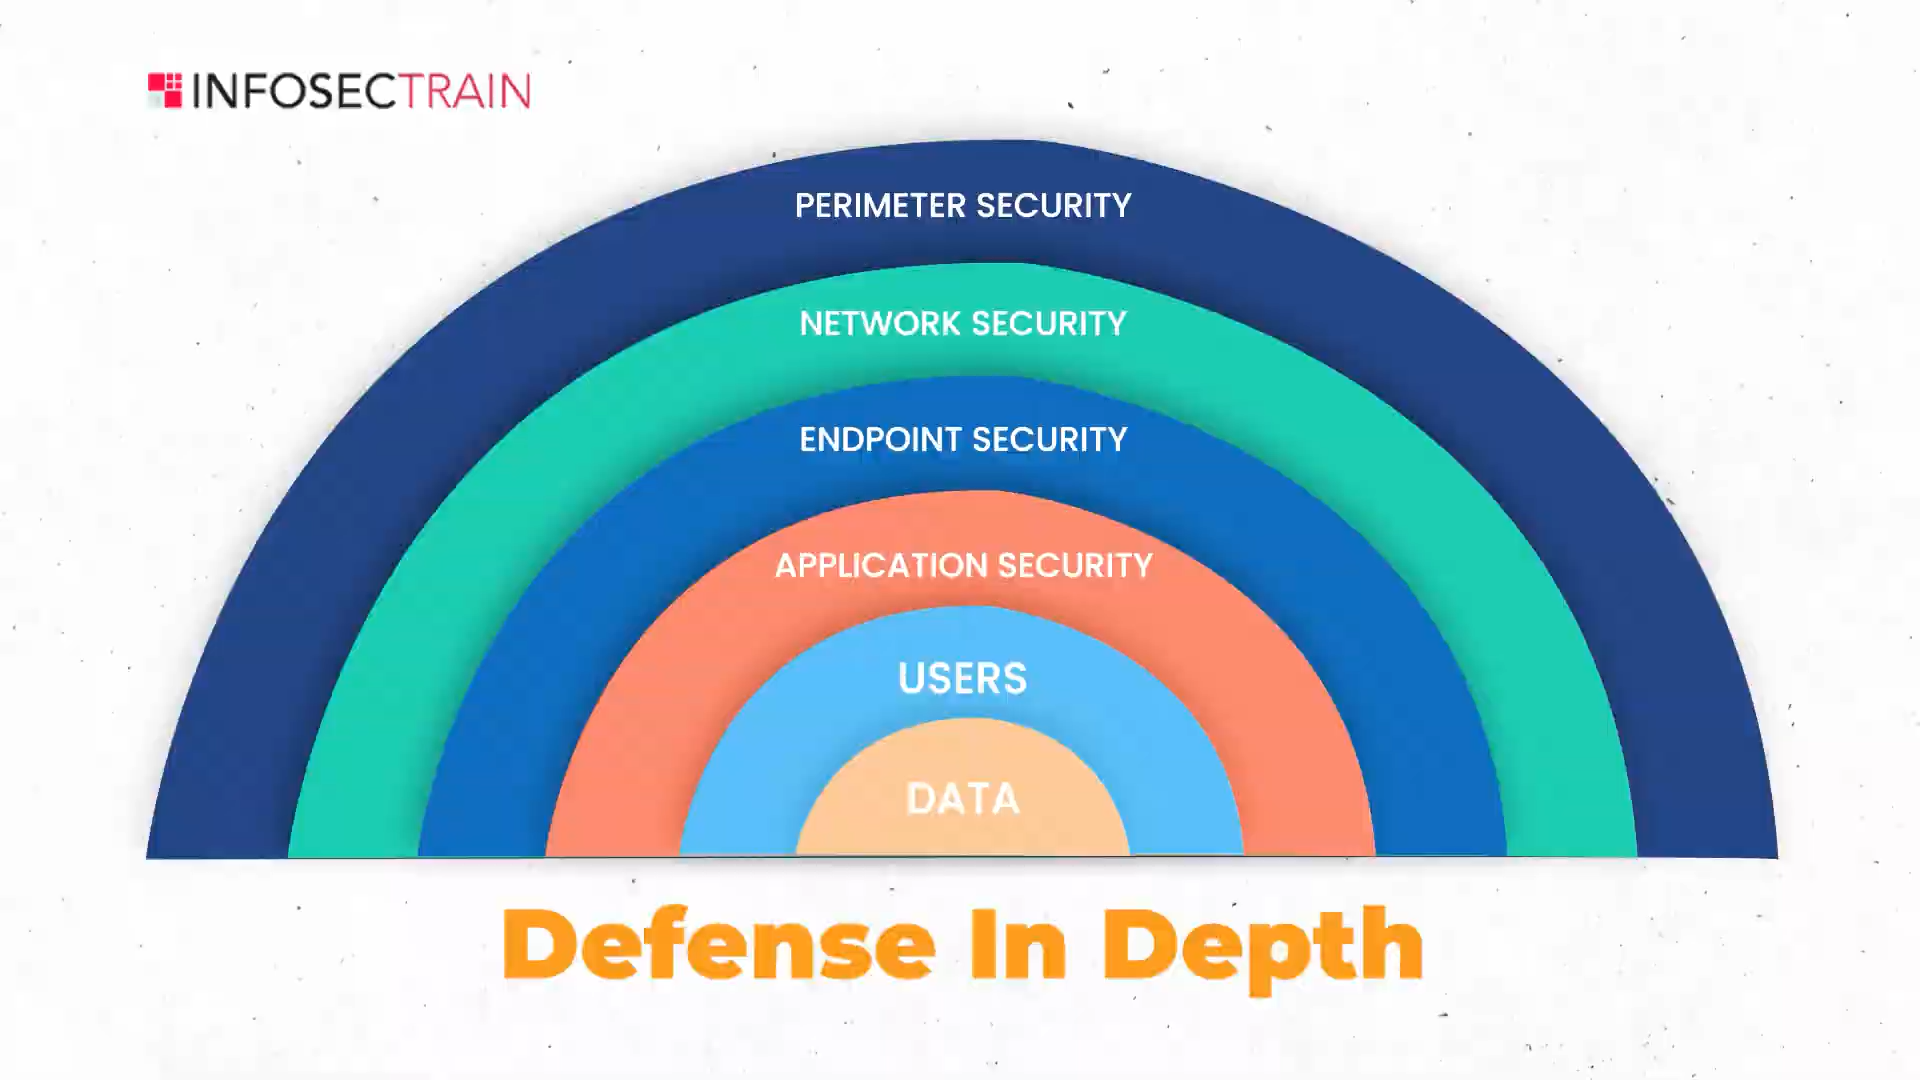 INFOSECTRAIN
PERIMETER SECURITY
NETWORK SECURITY
ENDPOINT SECURITY
APPLICATION SECURITY
USERS
DATA
Defense In Depth